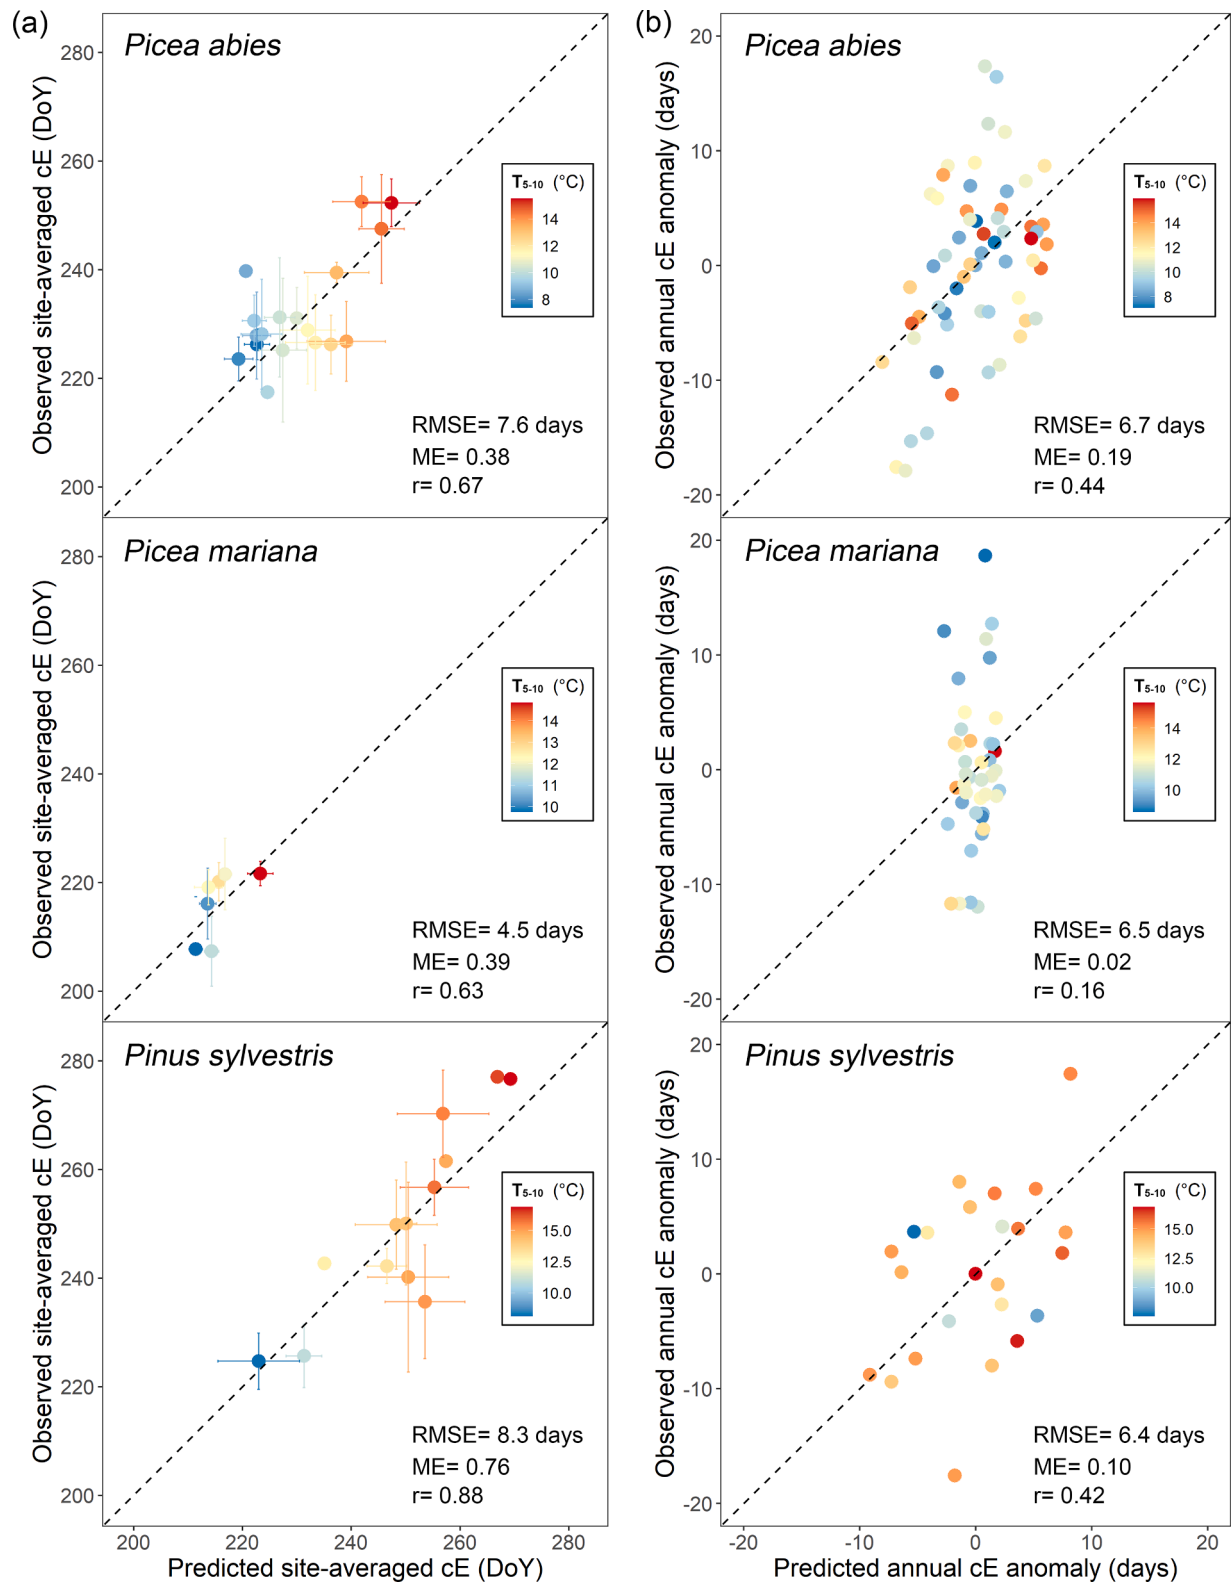 (a)
Picea abies
Observed site-averaged cE (DoY)
280
260
240
220
200
T5-10 (°C)
14
12
10
8
RMSE= 7.6 days
ME= 0.38
r= 0.67
(b)
Picea abies
Observed annual cE anomaly (days)
20
10
0
-10
-20
T5-10 (°C)
14
12
10
8
RMSE= 6.7 days
ME= 0.19
r= 0.44
Picea mariana
Observed site-averaged cE (DoY)
280
260
240
220
200
T5-10 (°C)
14
13
12
11
10
RMSE= 4.5 days
ME= 0.39
r= 0.63
Picea mariana
Observed annual cE anomaly (days)
20
10
0
-10
-20
T5-10 (°C)
14
12
10
RMSE= 6.5 days
ME= 0.02
r= 0.16
Pinus sylvestris
Observed site-averaged cE (DoY)
280
260
240
220
200
T5-10 (°C)
15.0
12.5
10.0
RMSE= 8.3 days
ME= 0.76
r= 0.88
200 220 240 260 280
Predicted site-averaged cE (DoY)
Pinus sylvestris
Observed annual cE anomaly (days)
20
10
0
-10
-20
T5-10 (°C)
15.0
12.5
10.0
RMSE= 6.4 days
ME= 0.10
r= 0.42
-20 -10 0 10 20
Predicted annual cE anomaly (days)